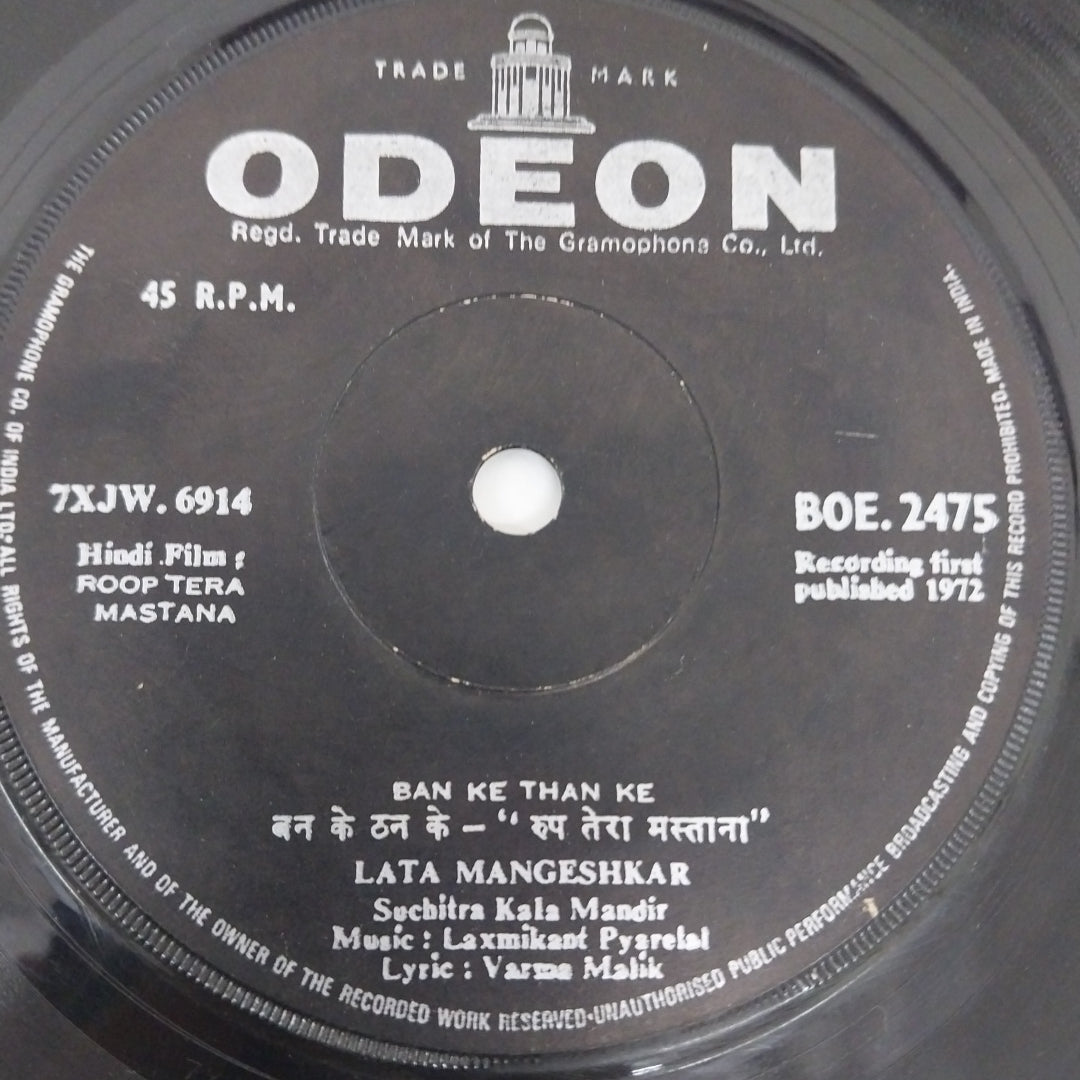 TRADE MARK
ODEON
Regd. Trade Mark of The Gramophone Co., Ltd.
45 R.P.M.
7XJW. 6914
Hindi Film :
ROOP TERA
MASTANA
BOE. 2475
Recording first
published 1972
BAN KE THAN KE
बन के ठन के – “ रुप तेरा मस्ताना”
LATA MANGESHKAR
Suchitra Kala Mandir
Music : Laxmikant Pyarelal
Lyric : Varma Malik
THE GRAMOPHONE CO. OF INDIA LTD. ALL RIGHTS OF THE MANUFACTURER AND OF THE OWNER OF THE RECORDED WORK RESERVED·UNAUTHORISED PUBLIC PERFORMANCE BROADCASTING AND COPYING OF THIS RECORD PROHIBITED. MADE IN INDIA.